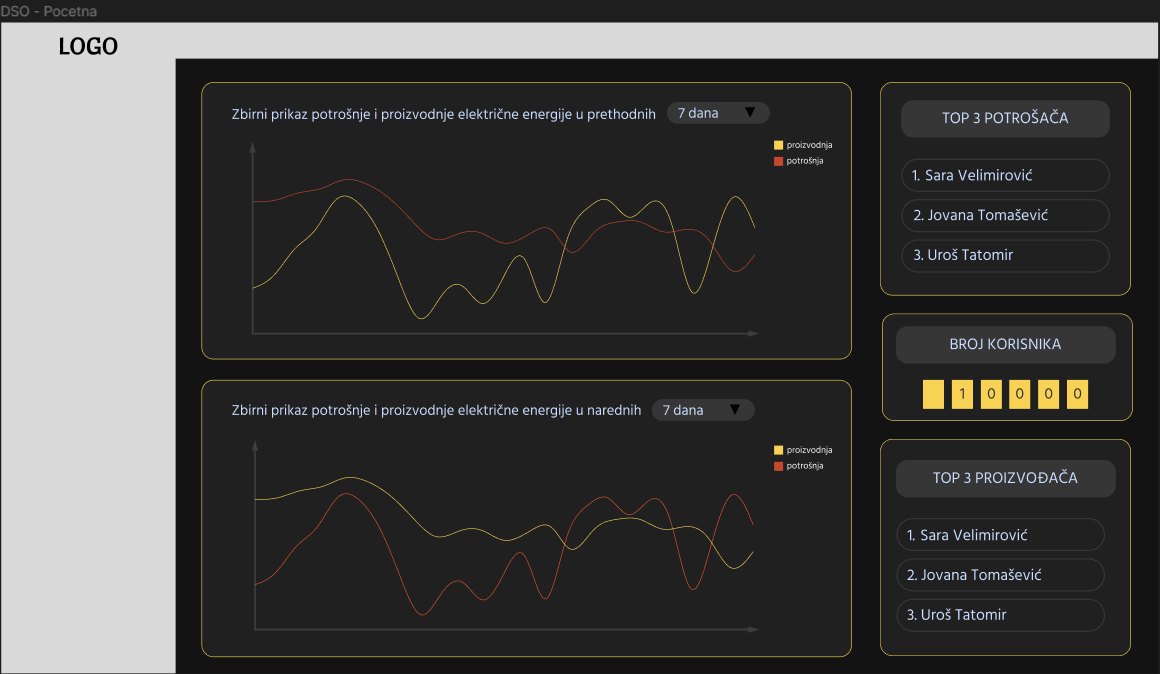 DSO - Pocetna
LOGO
Zbirni prikaz potrošnje i proizvodnje električne energije u prethodnih
7 dana
proizvodnja
potrošnja
Zbirni prikaz potrošnje i proizvodnje električne energije u narednih
7 dana
proizvodnja
potrošnja
TOP 3 POTROŠAČA
1. Sara Velimirović
2. Jovana Tomašević
3. Uroš Tatomir
BROJ KORISNIKA
1 0 0 0 0
TOP 3 PROIZVOĐAČA
1. Sara Velimirović
2. Jovana Tomašević
3. Uroš Tatomir